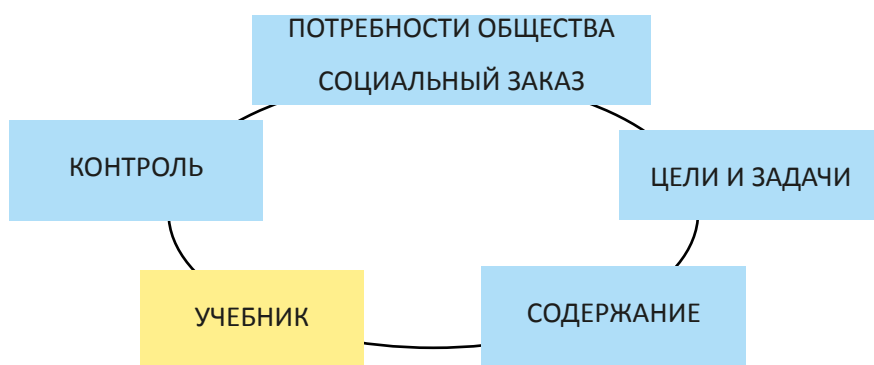 ПОТРЕБНОСТИ ОБЩЕСТВА
СОЦИАЛЬНЫЙ ЗАКАЗ
КОНТРОЛЬ
ЦЕЛИ И ЗАДАЧИ
УЧЕБНИК
СОДЕРЖАНИЕ